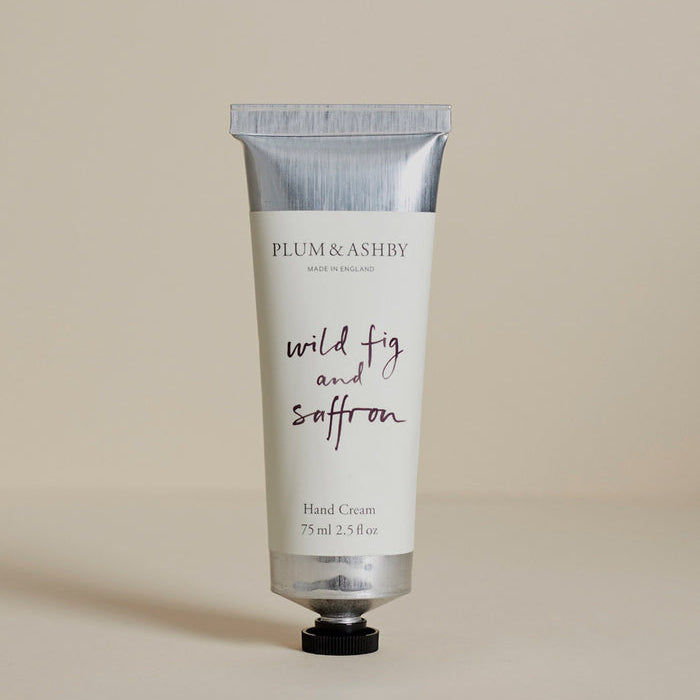 PLUM & ASHBY
MADE IN ENGLAND
wild fig
and
saffron
Hand Cream
75 ml 2.5 fl oz